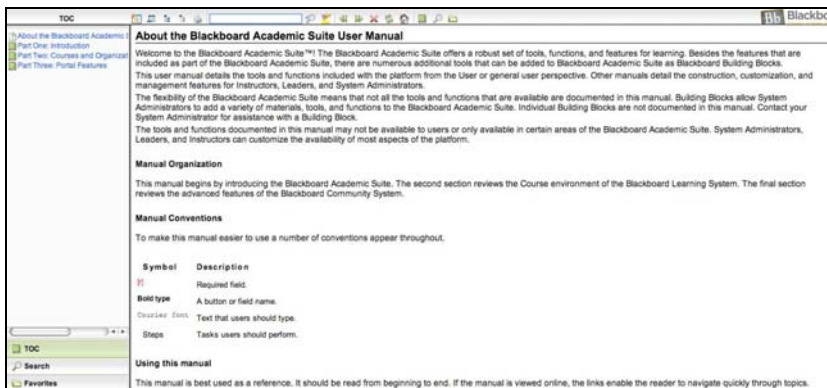 TOC
Blackbo
About the Blackboard Academic S
Part One: Introduction
Part Two: Courses and Organizat
Part Three: Portal Features
About the Blackboard Academic Suite User Manual
Welcome to the Blackboard Academic Suite™! The Blackboard Academic Suite offers a robust set of tools, functions, and features for learning. Besides the features that are
included as part of the Blackboard Academic Suite, there are numerous additional tools that can be added to Blackboard Academic Suite as Blackboard Building Blocks.
This user manual details the tools and functions included with the platform from the User or general user perspective. Other manuals detail the construction, customization, and
management features for Instructors, Leaders, and System Administrators.
The flexibility of the Blackboard Academic Suite means that not all the tools and functions that are available are documented in this manual. Building Blocks allow System
Administrators to add a variety of materials, tools, and functions to the Blackboard Academic Suite. Individual Building Blocks are not documented in this manual. Contact your
System Administrator for assistance with a Building Block.
The tools and functions documented in this manual may not be available to users or only available in certain areas of the Blackboard Academic Suite. System Administrators,
Leaders, and Instructors can customize the availability of most aspects of the platform.
Manual Organization
This manual begins by introducing the Blackboard Academic Suite. The second section reviews the Course environment of the Blackboard Learning System. The final section
reviews the advanced features of the Blackboard Community System.
Manual Conventions
To make this manual easier to use a number of conventions appear throughout.
Symbol Description
Required field.
Bold type A button or field name.
Courier font Text that users should type.
Steps Tasks users should perform.
Using this manual
This manual is best used as a reference. It should be read from beginning to end. If the manual is viewed online, the links enable the reader to navigate quickly through topics.
TOC
Search
Favorites